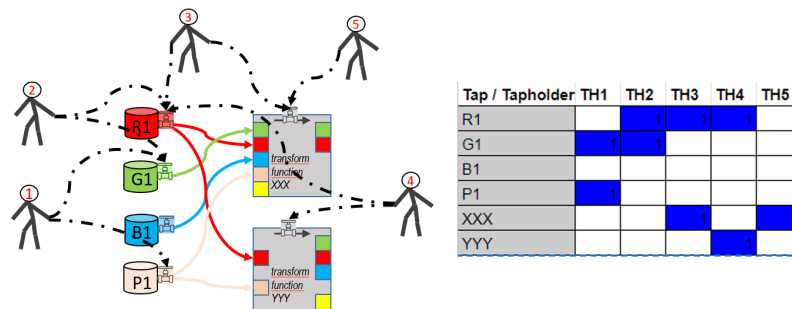 3
5
2
R1
G1
transform
function
XXX
1
4
B1
P1
transform
function
YYY
Tap / Tapholder TH1 TH2 TH3 TH4 TH5
R1 1 1 1
G1 1 1
B1
P1 1
XXX 1 1
YYY 1